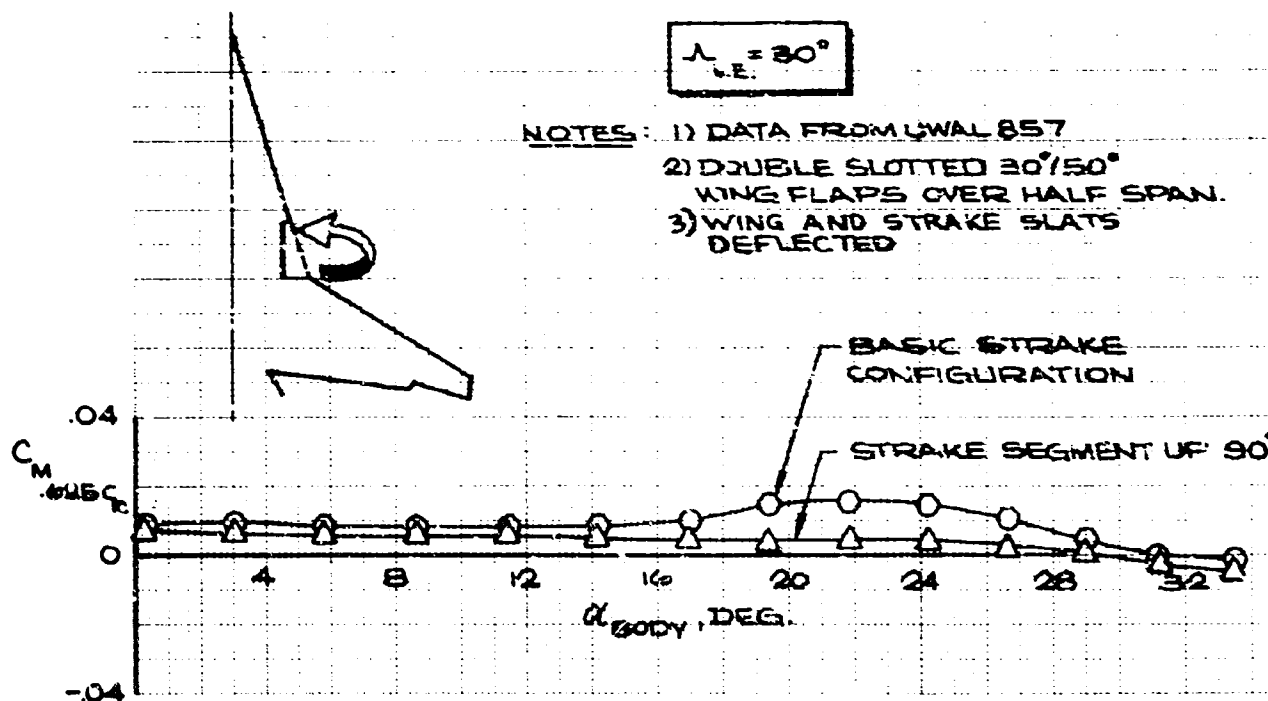 Λ L.E. = 30°
NOTES: 1) DATA FROM UWAL 857
2) DOUBLE SLOTTED 30°/50°
WING FLAPS OVER HALF SPAN.
3) WING AND STRAKE SLATS
DEFLECTED
BASIC STRAKE
CONFIGURATION
STRAKE SEGMENT UP 90°
.04
C M
0
-.04
4 8 12 16 20 24 28 32
α BODY, DEG.